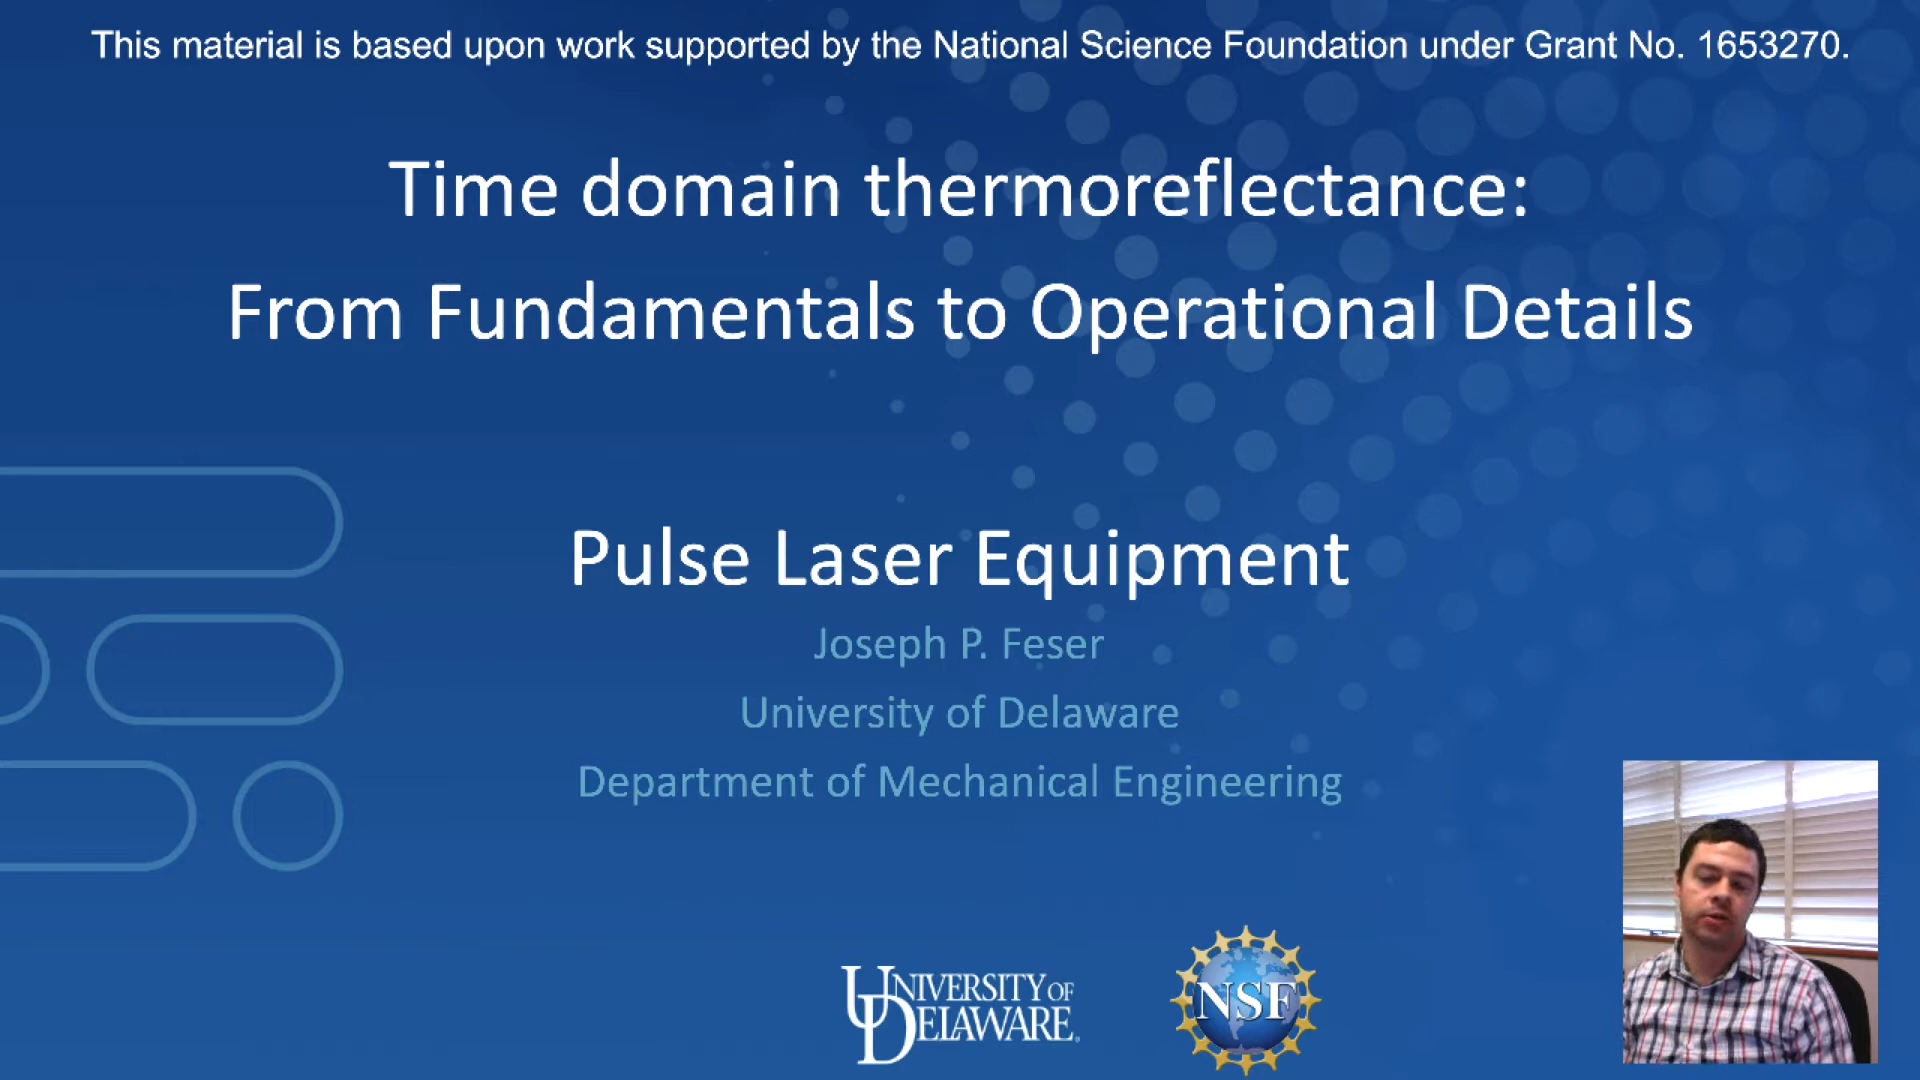 This material is based upon work supported by the National Science Foundation under Grant No. 1653270.
Time domain thermoreflectance:
From Fundamentals to Operational Details
Pulse Laser Equipment
Joseph P. Feser
University of Delaware
Department of Mechanical Engineering
UNIVERSITY OF
DELAWARE
NSF